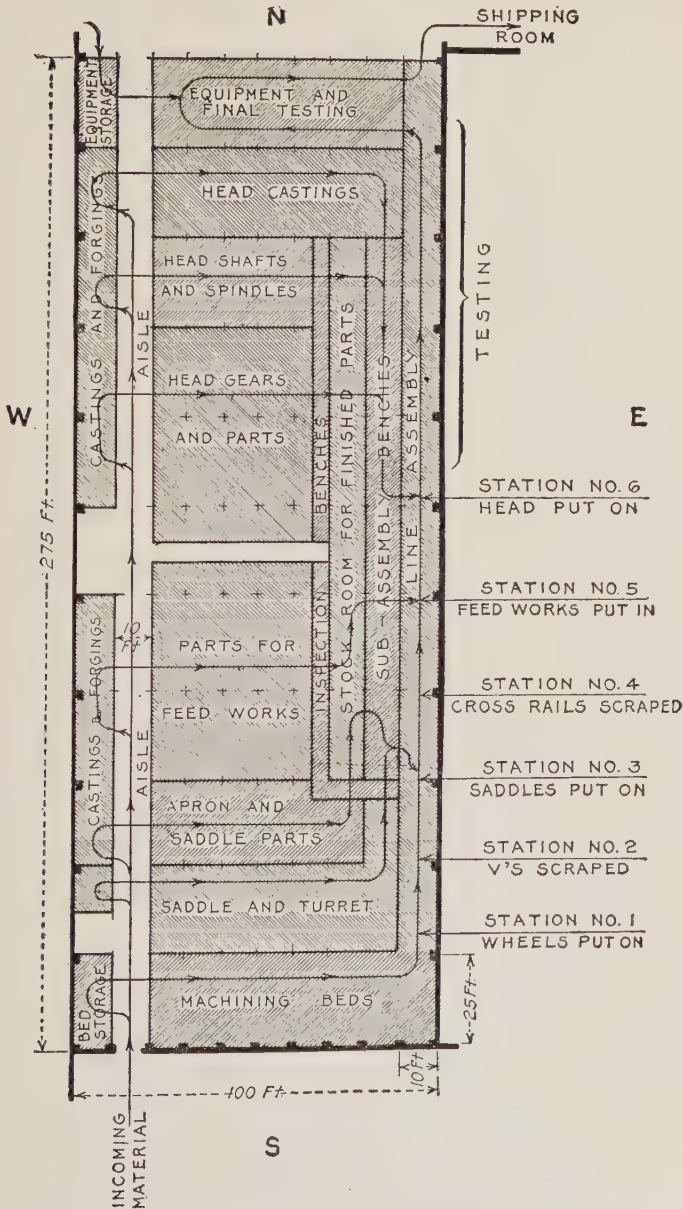 N
SHIPPING
ROOM
EQUIPMENT
STORAGE
EQUIPMENT AND
FINAL TESTING
HEAD CASTINGS
TESTING
CASTINGS AND FORGINGS
AISLE
HEAD SHAFTS
AND SPINDLES
HEAD GEARS
AND PARTS
W
E
275 Ft.
INSPECTION BENCHES
STOCK ROOM FOR FINISHED PARTS
SUB-ASSEMBLY BENCHES
LINE ASSEMBLY
STATION NO. 6
HEAD PUT ON
STATION NO. 5
FEED WORKS PUT IN
STATION NO. 4
CROSS RAILS SCRAPED
STATION NO. 3
SADDLES PUT ON
STATION NO. 2
V'S SCRAPED
STATION NO. 1
WHEELS PUT ON
10
Ft
PARTS FOR
FEED WORKS
CASTINGS & FORGINGS
AISLE
APRON AND
SADDLE PARTS
SADDLE AND TURRET
BED
STORAGE
MACHINING BEDS
25 Ft.
10 Ft
100 Ft.
INCOMING
MATERIAL
S